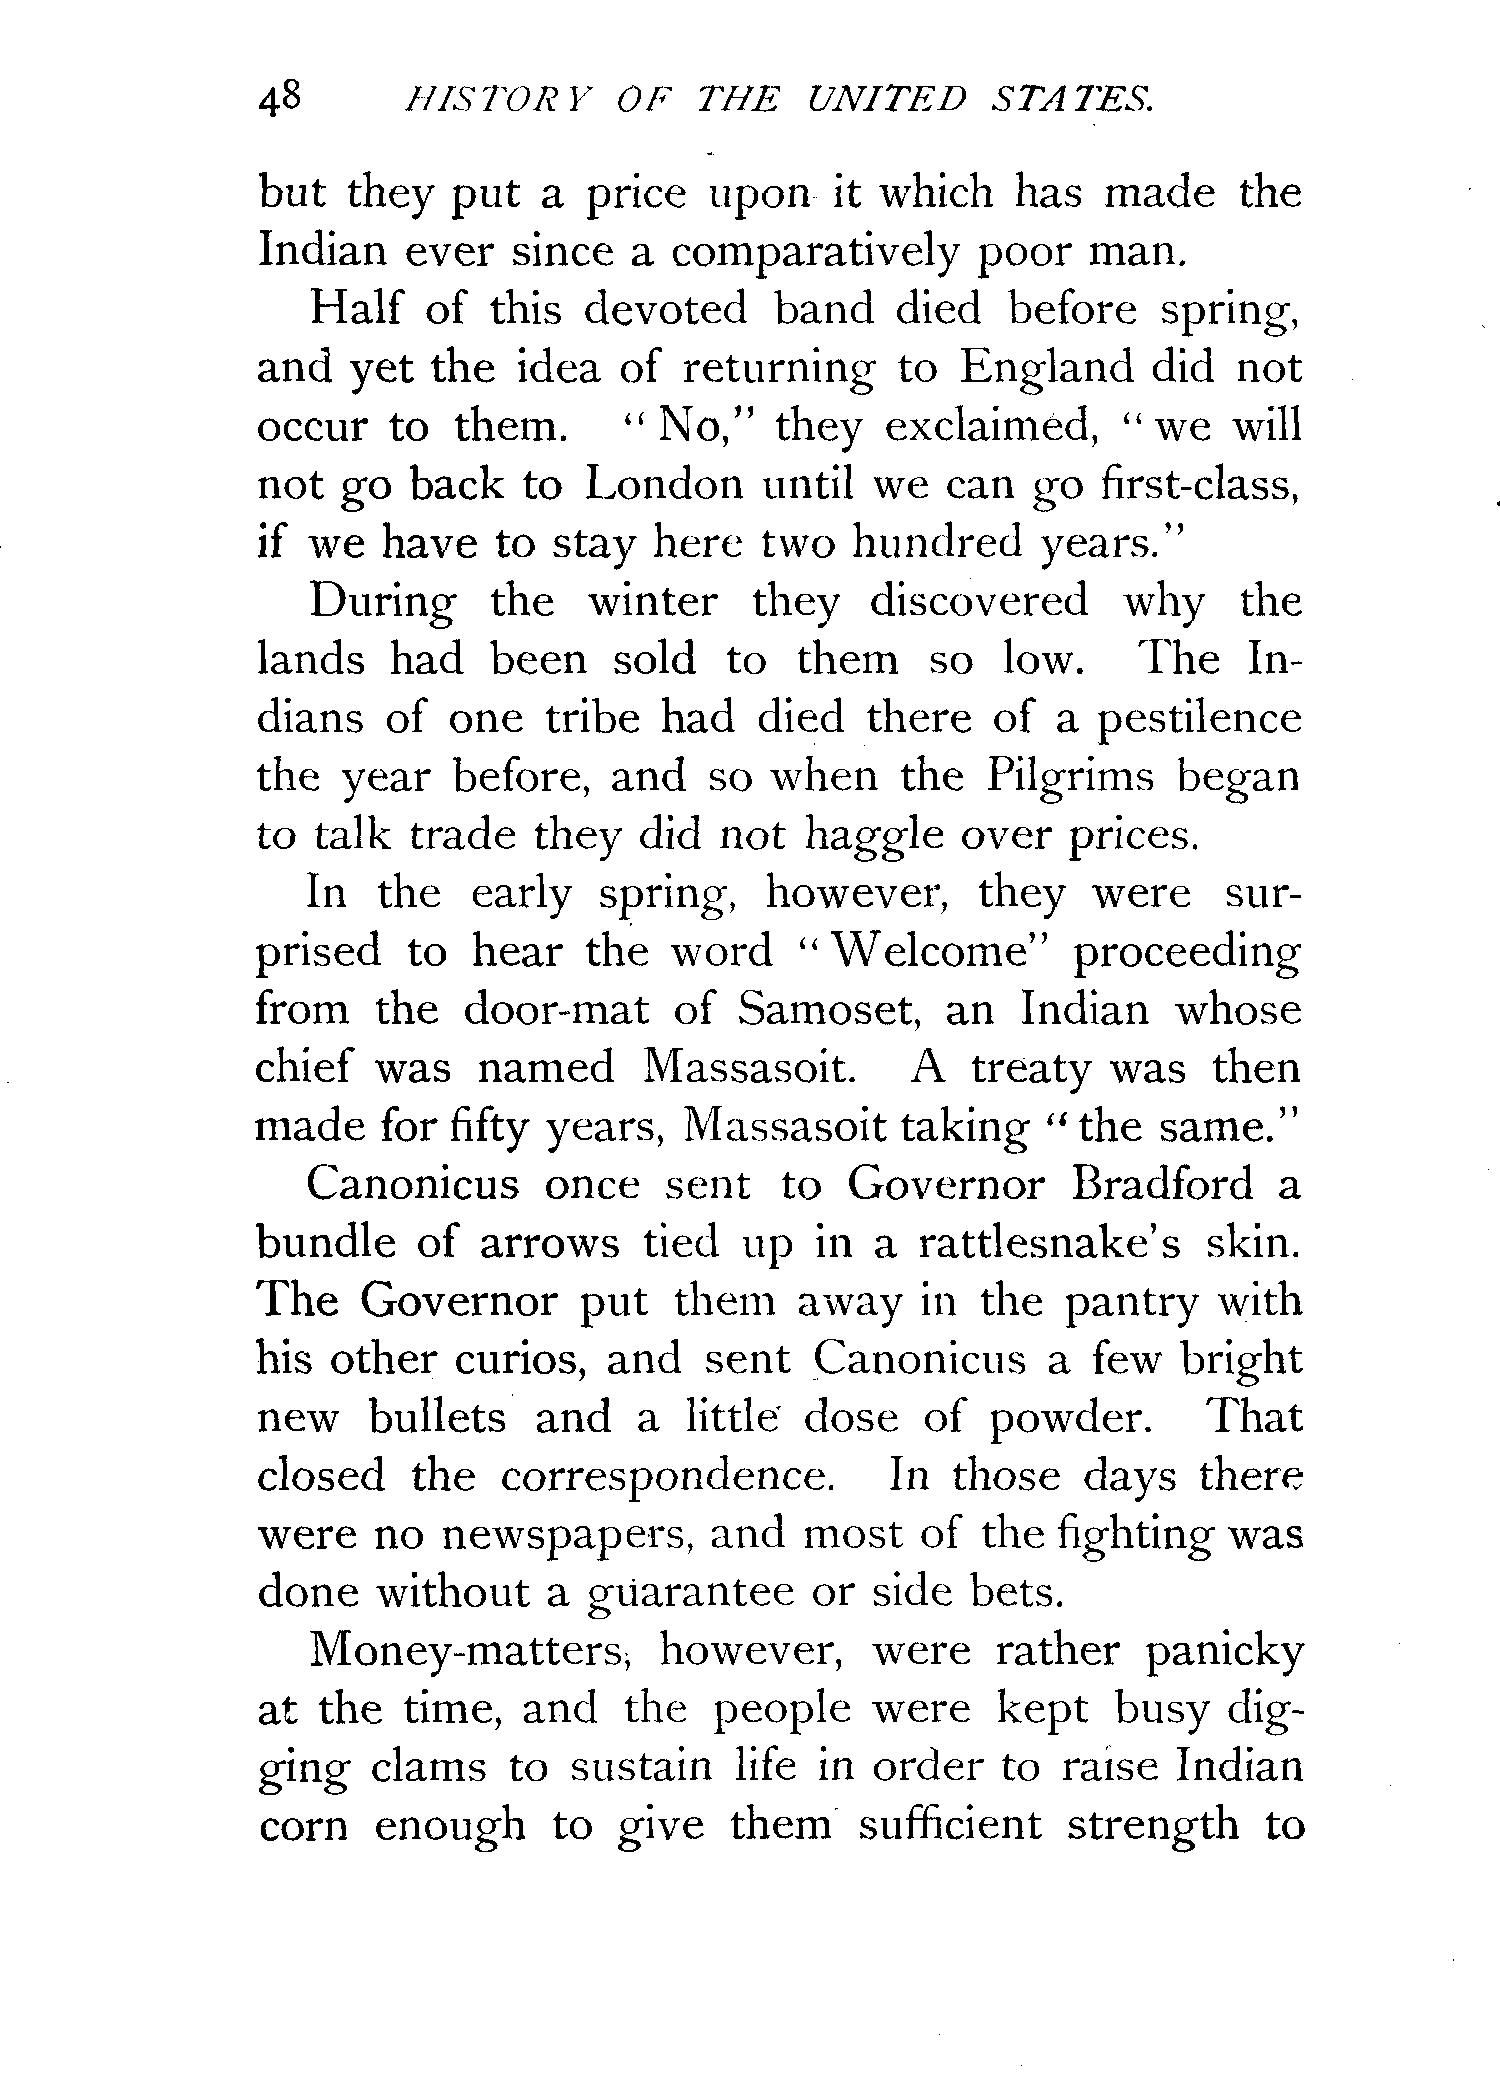 48 HISTORY OF THE UNITED STATES.
but they put a price upon it which has made the
Indian ever since a comparatively poor man.
Half of this devoted band died before spring,
and yet the idea of returning to England did not
occur to them. "No," they exclaimed, "we will
not go back to London until we can go first-class,
if we have to stay here two hundred years."
During the winter they discovered why the
lands had been sold to them so low. The In-
dians of one tribe had died there of a pestilence
the year before, and so when the Pilgrims began
to talk trade they did not haggle over prices.
In the early spring, however, they were sur-
prised to hear the word "Welcome" proceeding
from the door-mat of Samoset, an Indian whose
chief was named Massasoit. A treaty was then
made for fifty years, Massasoit taking "the same."
Canonicus once sent to Governor Bradford a
bundle of arrows tied up in a rattlesnake's skin.
The Governor put them away in the pantry with
his other curios, and sent Canonicus a few bright
new bullets and a little dose of powder. That
closed the correspondence. In those days there
were no newspapers, and most of the fighting was
done without a guarantee or side bets.
Money-matters, however, were rather panicky
at the time, and the people were kept busy dig-
ging clams to sustain life in order to raise Indian
corn enough to give them sufficient strength to